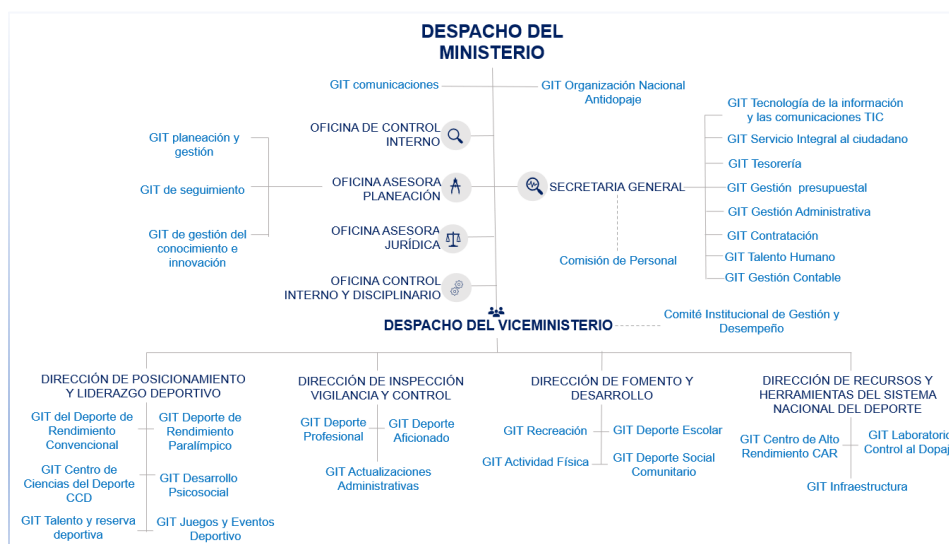 DESPACHO DEL
MINISTERIO
GIT comunicaciones
GIT Organización Nacional
Antidopaje
OFICINA DE CONTROL
INTERNO
GIT planeación y
gestión
GIT de seguimiento
GIT de gestión del
conocimiento e
innovación
OFICINA ASESORA
PLANEACIÓN
OFICINA ASESORA
JURÍDICA
OFICINA CONTROL
INTERNO Y DISCIPLINARIO
SECRETARIA GENERAL
Comisión de Personal
GIT Tecnología de la información
y las comunicaciones TIC
GIT Servicio Integral al ciudadano
GIT Tesorería
GIT Gestión presupuestal
GIT Gestión Administrativa
GIT Contratación
GIT Talento Humano
GIT Gestión Contable
DESPACHO DEL VICEMINISTERIO
Comité Institucional de Gestión y
Desempeño
DIRECCIÓN DE POSICIONAMIENTO
Y LIDERAZGO DEPORTIVO
GIT del Deporte de
Rendimiento
Convencional
GIT Deporte de
Rendimiento
Paralímpico
GIT Centro de
Ciencias del Deporte
CCD
GIT Desarrollo
Psicosocial
GIT Talento y reserva
deportiva
GIT Juegos y Eventos
Deportivo
DIRECCIÓN DE INSPECCIÓN
VIGILANCIA Y CONTROL
GIT Deporte
Profesional
GIT Deporte
Aficionado
GIT Actualizaciones
Administrativas
DIRECCIÓN DE FOMENTO Y
DESARROLLO
GIT Recreación
GIT Deporte Escolar
GIT Actividad Física
GIT Deporte Social
Comunitario
DIRECCIÓN DE RECURSOS Y
HERRAMIENTAS DEL SISTEMA
NACIONAL DEL DEPORTE
GIT Centro de Alto
Rendimiento CAR
GIT Laboratorio
Control al Dopaj
GIT Infraestructura